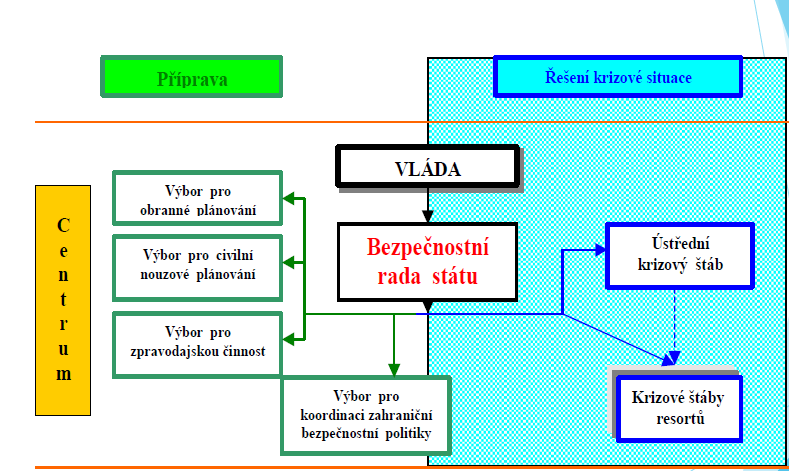 Příprava
Řešení krizové situace
VLÁDA
Centrum
Výbor pro
obranné plánování
Bezpečnostní
rada státu
Ústřední
krizový štáb
Výbor pro civilní
nouzové plánování
Výbor pro
zpravodajskou činnost
Výbor pro
koordinaci zahraniční
bezpečnostní politiky
Krizové štáby
resortů